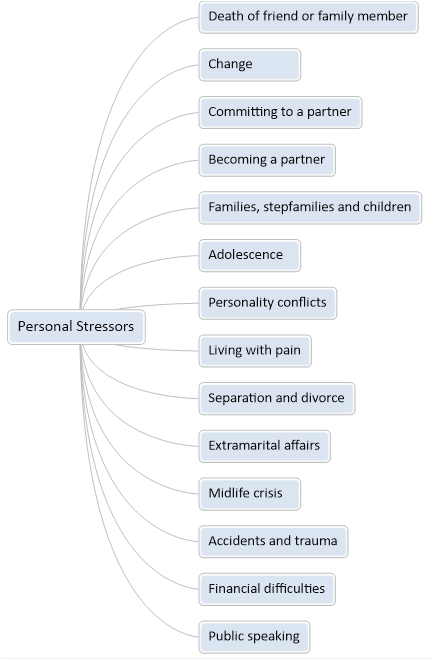 Death of friend or family member
Change
Committing to a partner
Becoming a partner
Families, stepfamilies and children
Adolescence
Personality conflicts
Personal Stressors
Living with pain
Separation and divorce
Extramarital affairs
Midlife crisis
Accidents and trauma
Financial difficulties
Public speaking